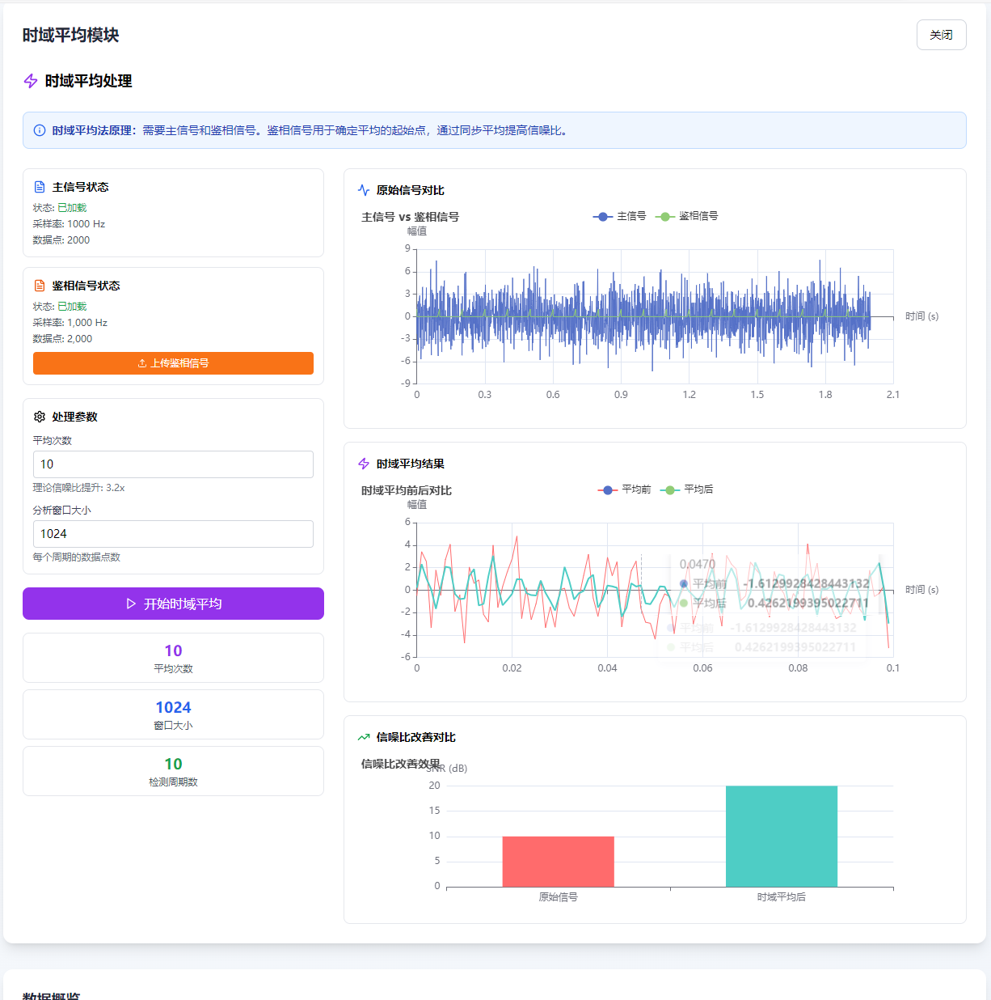 时域平均模块
关闭
时域平均处理
时域平均法原理：需要主信号和鉴相信号。鉴相信号用于确定平均的起始点，通过同步平均提高信噪比。
主信号状态
状态: 已加载
采样率: 1000 Hz
数据点: 2000
鉴相信号状态
状态: 已加载
采样率: 1,000 Hz
数据点: 2,000
上传鉴相信号
处理参数
平均次数
10
理论信噪比提升: 3.2x
分析窗口大小
1024
每个周期的数据点数
开始时域平均
10
平均次数
1024
窗口大小
10
检测周期数
原始信号对比
主信号 vs 鉴相信号
主信号 鉴相信号
幅值
9
6
3
0
-3
-6
-9
时间 (s)
0 0.3 0.6 0.9 1.2 1.5 1.8 2.1
时域平均结果
时域平均前后对比
平均前 平均后
幅值
6
4
2
0
-2
-4
-6
时间 (s)
0.0470
平均前 -1.6129928428443132
平均后 0.4262199395022711
平均前 -1.6129928428443132
平均后 0.4262199395022711
0 0.02 0.04 0.06 0.08 0.1
信噪比改善对比
信噪比改善效果
SNR (dB)
20
15
10
5
0
原始信号 时域平均后
数据概览